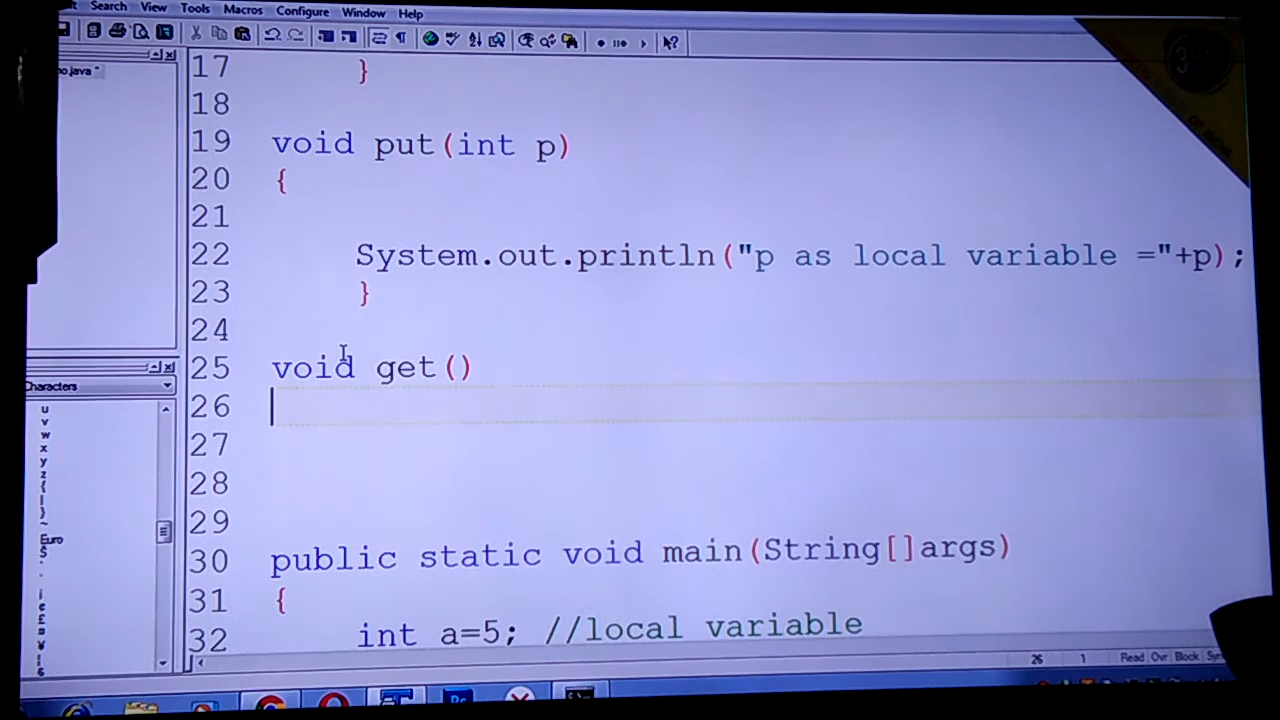 Search View Tools Macros Configure Window Help
17 }
18
19 void put(int p)
20 {
21
22 System.out.println("p as local variable ="+p);
23 }
24
25 void get()
26
27
28
29
30 public static void main(String[]args)
31 {
32 int a=5; //local variable
Characters
u
v
w
x
y
z
{
|
}
~
Euro
26 1 Read Ovr Block